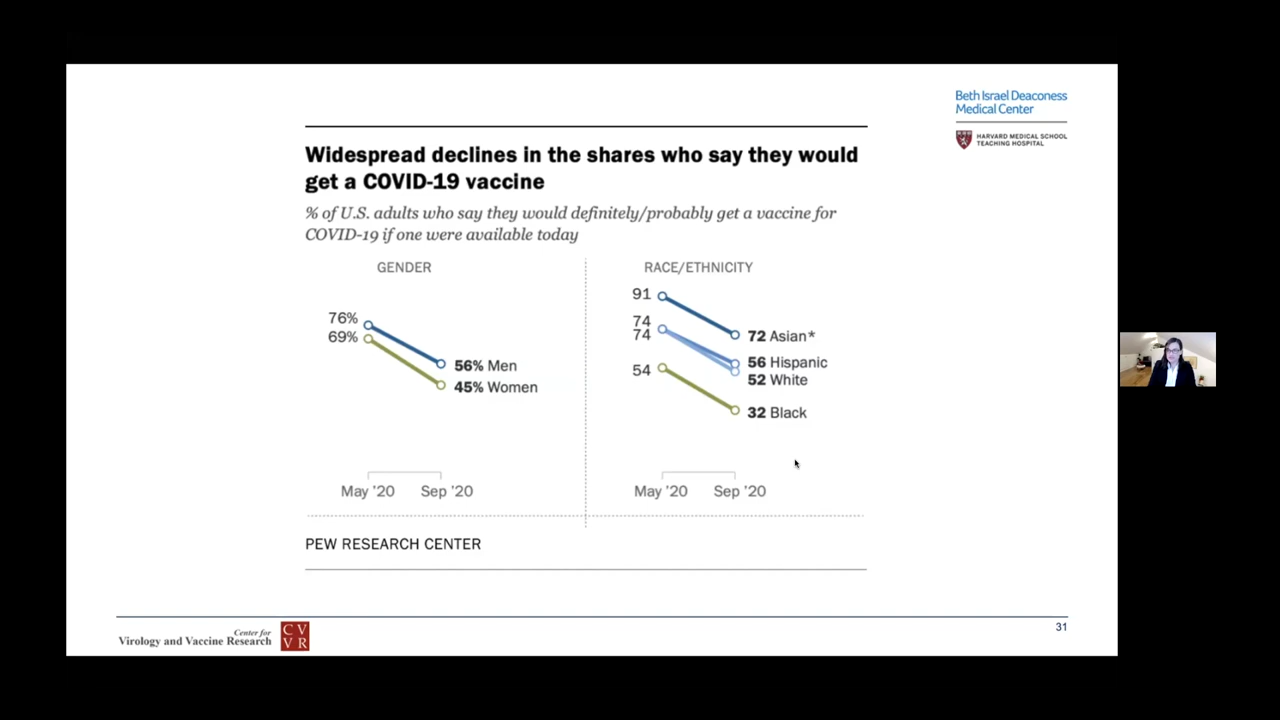 Beth Israel Deaconess
Medical Center
HARVARD MEDICAL SCHOOL
TEACHING HOSPITAL
Widespread declines in the shares who say they would
get a COVID-19 vaccine
% of U.S. adults who say they would definitely/probably get a vaccine for
COVID-19 if one were available today
GENDER
76%
69%
56% Men
45% Women
May '20 Sep '20
RACE/ETHNICITY
91
74
74
54
72 Asian*
56 Hispanic
52 White
32 Black
May '20 Sep '20
PEW RESEARCH CENTER
Center for
Virology and Vaccine Research
CV
VR
31